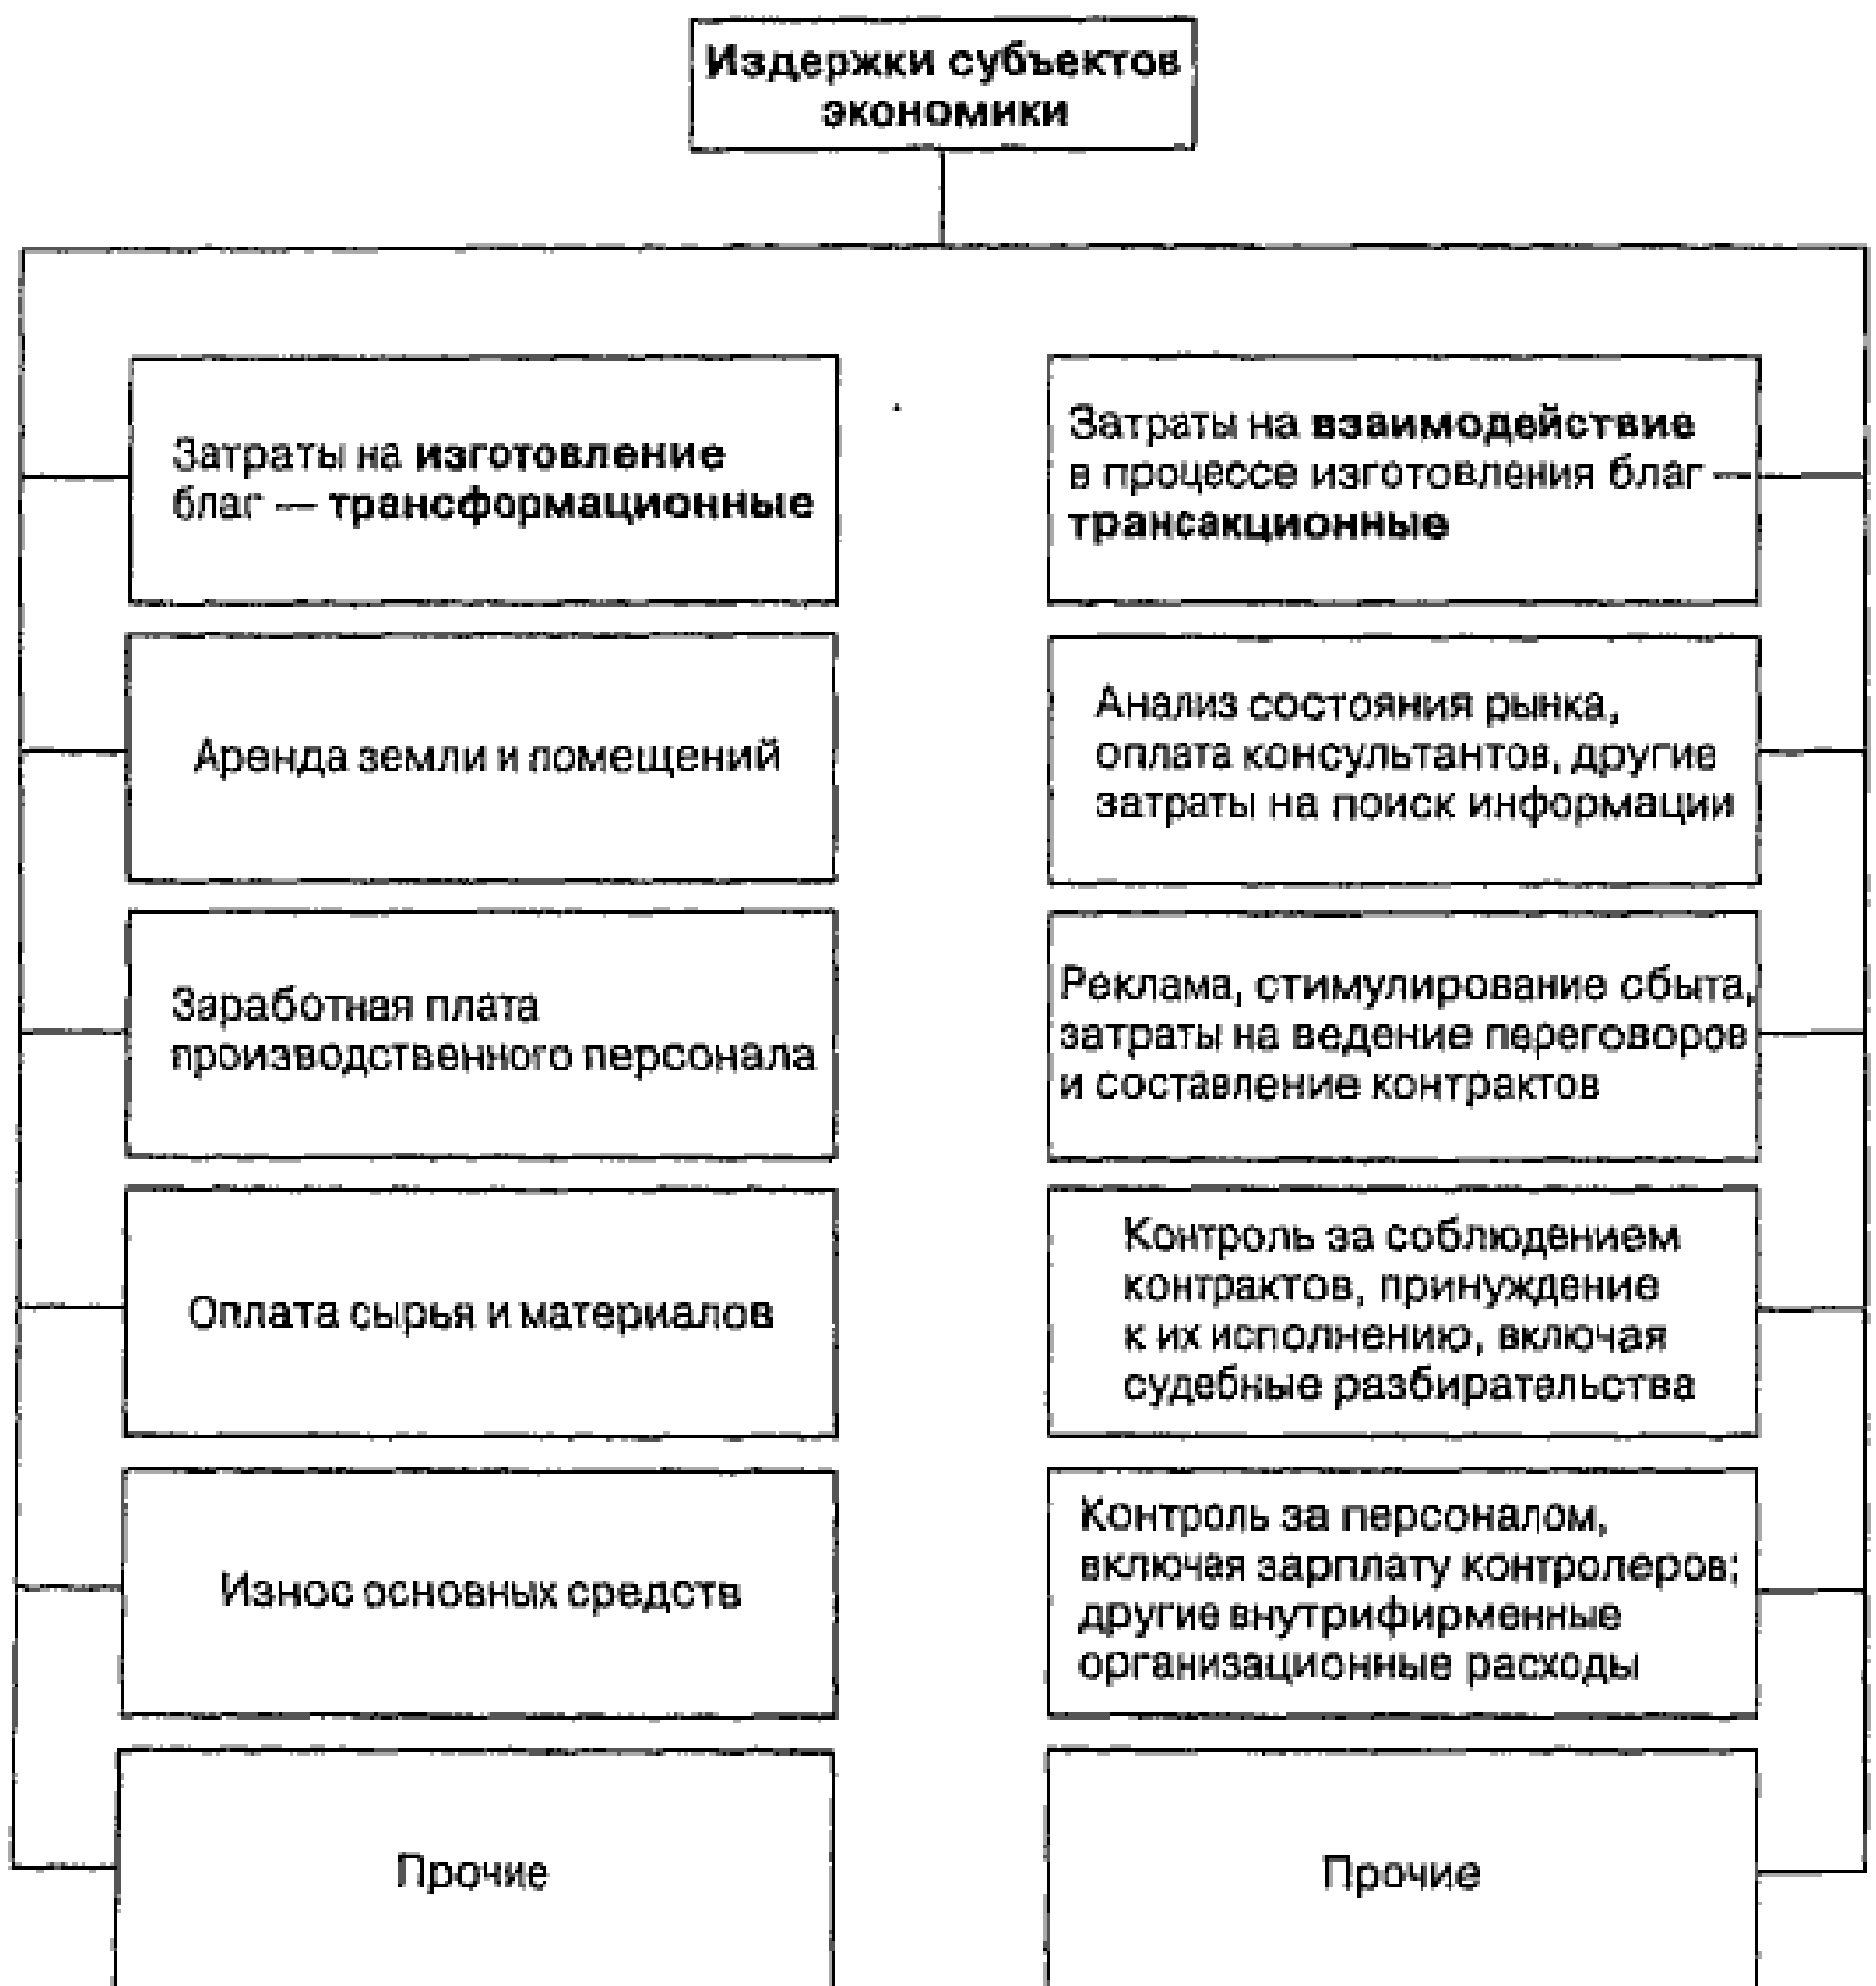 Издержки субъектов
экономики
Затраты на изготовление
благ — трансформационные
Аренда земли и помещений
Заработная плата
производственного персонала
Оплата сырья и материалов
Износ основных средств
Прочие
Затраты на взаимодействие
в процессе изготовления благ —
трансакционные
Анализ состояния рынка,
оплата консультантов, другие
затраты на поиск информации
Реклама, стимулирование сбыта,
затраты на ведение переговоров
и составление контрактов
Контроль за соблюдением
контрактов, принуждение
к их исполнению, включая
судебные разбирательства
Контроль за персоналом,
включая зарплату контролеров;
другие внутрифирменные
организационные расходы
Прочие